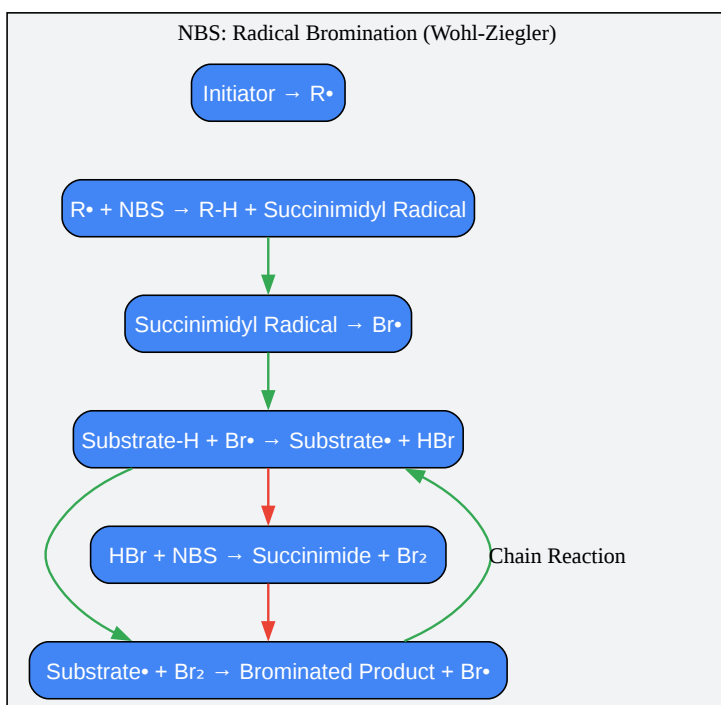 NBS: Radical Bromination (Wohl-Ziegler)
Initiator → R•
R• + NBS → R-H + Succinimidyl Radical
Succinimidyl Radical → Br•
Substrate-H + Br• → Substrate• + HBr
HBr + NBS → Succinimide + Br₂
Chain Reaction
Substrate• + Br₂ → Brominated Product + Br•